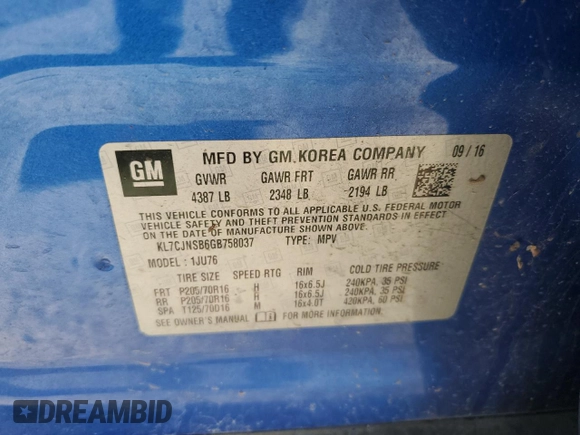 GM
MFD BY GM KOREA COMPANY 09/16
GVWR GAWR FRT GAWR RR
4387 LB 2348 LB 2194 LB
THIS VEHICLE CONFORMS TO ALL APPLICABLE U.S. FEDERAL MOTOR
VEHICLE SAFETY AND THEFT PREVENTION STANDARDS IN EFFECT ON
THE DATE OF MANUFACTURE SHOWN ABOVE.
KL7CJNSB6GB758037 TYPE: MPV
MODEL: 1JU76
SPEED RTG RIM COLD TIRE PRESSURE
FRT P205/70R16 H 16x6.5J 240KPA, 35 PSI
RR P205/70R16 H 16x6.5J 240KPA, 35 PSI
SPA T125/70D16 M 16x4.0T 420KPA, 60 PSI
SEE OWNER'S MANUAL FOR MORE INFORMATION.
DREAMBID